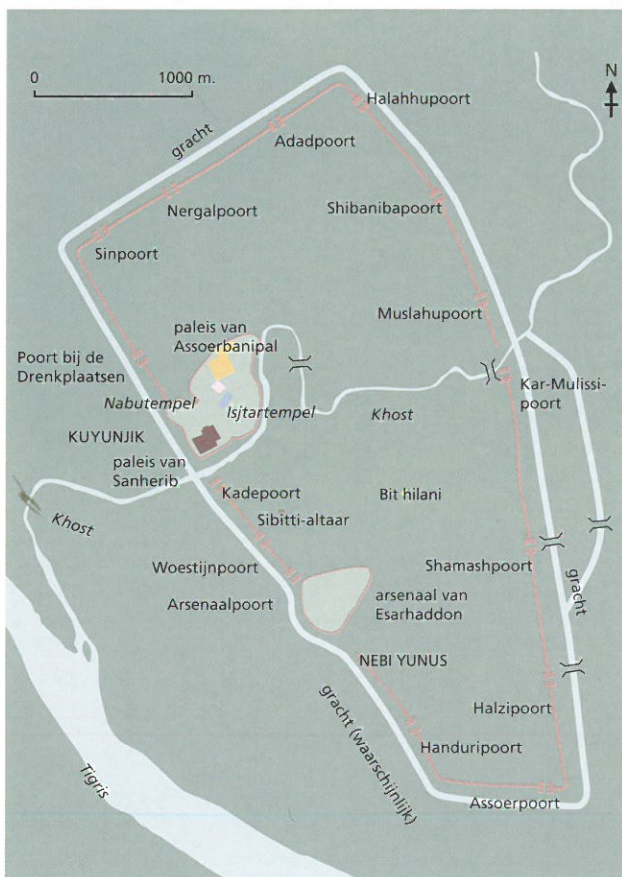 0 1000 m.
N
gracht
Halahhupoort
Adadpoort
Nergalpoort
Shibanibapoort
Sinpoort
Muslahupoort
paleis van
Assoerbanipal
Poort bij de
Drenkplaatsen
Kar-Mulissi-
poort
Nabutempel
Isjtartempel
Khost
KUYUNJIK
paleis van
Sanherib
Kadepoort
Bit hilani
Sibitti-altaar
Khost
Woestijnpoort
Shamashpoort
Arsenaalpoort
arsenaal van
Esarhaddon
gracht
NEBI YUNUS
Halzipoort
gracht (waarschijnlijk)
Handuripoort
Tigris
Assoerpoort